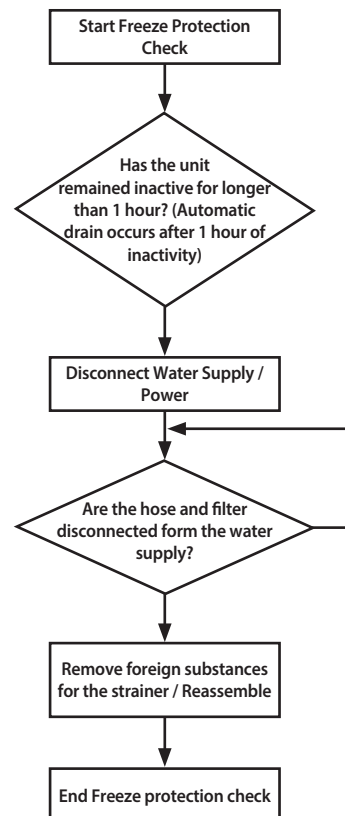 Start Freeze Protection
Check
Has the unit
remained inactive for longer
than 1 hour? (Automatic
drain occurs after 1 hour of
inactivity)
Disconnect Water Supply /
Power
Are the hose and filter
disconnected form the water
supply?
Remove foreign substances
for the strainer / Reassemble
End Freeze protection check